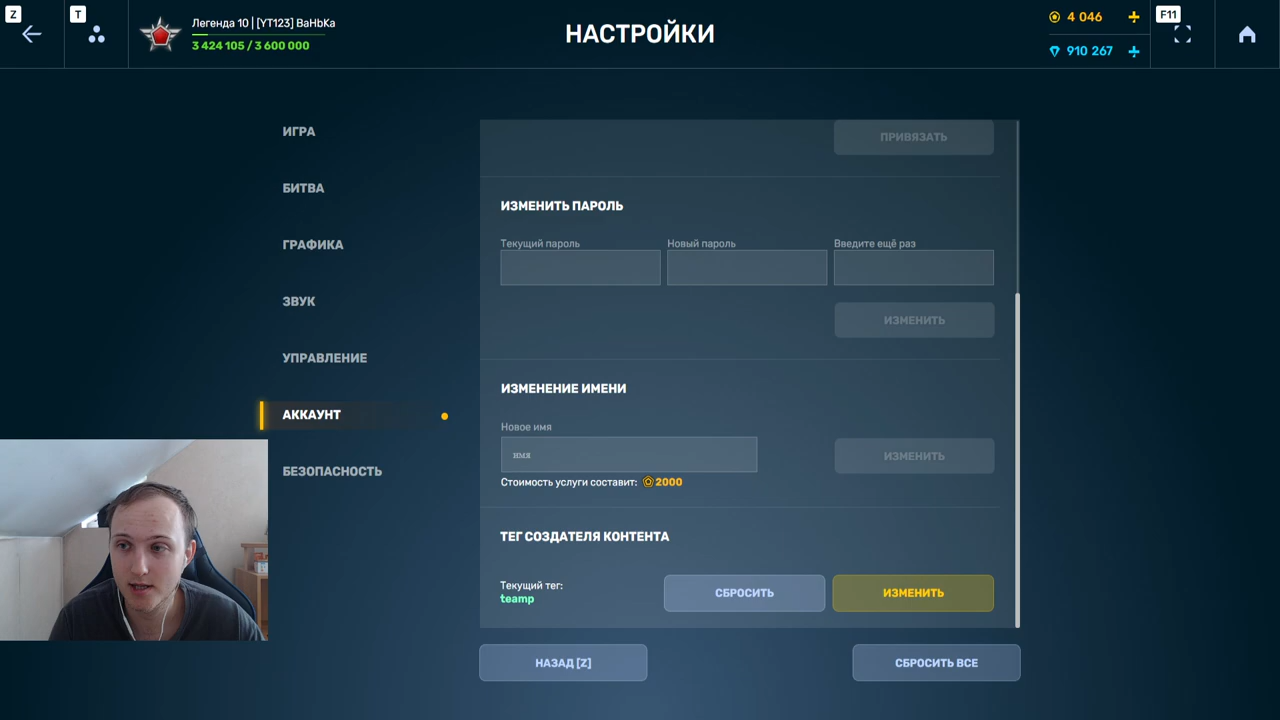 Z
T
Легенда 10 | [YT123] BaHbKa
3 424 105 / 3 600 000
НАСТРОЙКИ
4 046
910 267
F11
ИГРА
БИТВА
ГРАФИКА
ЗВУК
УПРАВЛЕНИЕ
АККАУНТ
БЕЗОПАСНОСТЬ
ПРИВЯЗАТЬ
ИЗМЕНИТЬ ПАРОЛЬ
Текущий пароль Новый пароль Введите ещё раз
ИЗМЕНИТЬ
ИЗМЕНЕНИЕ ИМЕНИ
Новое имя
имя
ИЗМЕНИТЬ
Стоимость услуги составит: 2000
ТЕГ СОЗДАТЕЛЯ КОНТЕНТА
Текущий тег:
teamp
СБРОСИТЬ
ИЗМЕНИТЬ
НАЗАД [Z]
СБРОСИТЬ ВСЕ